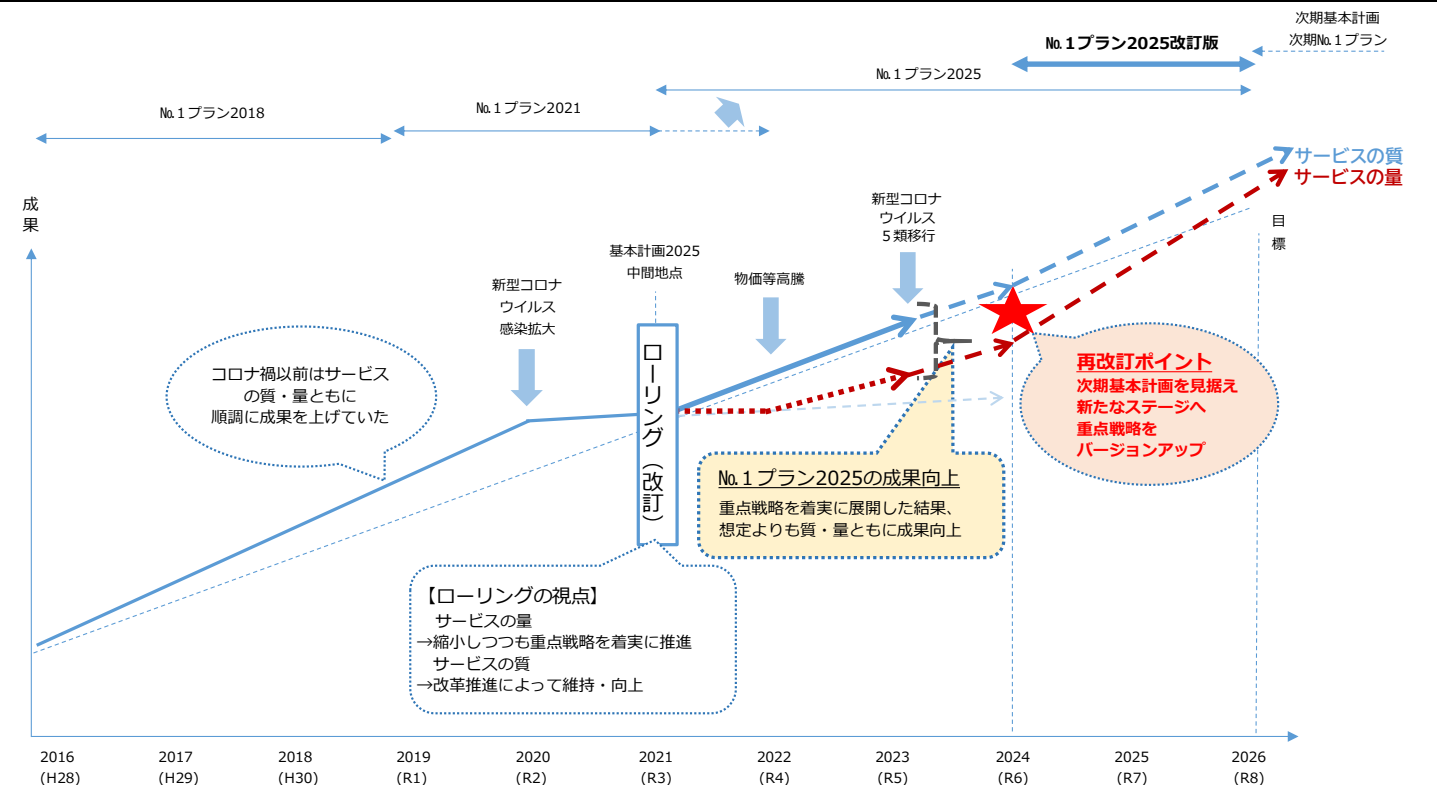 次期基本計画
次期№１プラン
№１プラン2025改訂版
№１プラン2025
№１プラン2018
№１プラン2021
サービスの質
サービスの量
成果
目標
新型コロナ
ウイルス
５類移行
基本計画2025
中間地点
物価等高騰
新型コロナ
ウイルス
感染拡大
ローリング（改訂）
コロナ禍以前はサービス
の質・量ともに
順調に成果を上げていた
再改訂ポイント
次期基本計画を見据え
新たなステージへ
重点戦略を
バージョンアップ
№１プラン2025の成果向上
重点戦略を着実に展開した結果、
想定よりも質・量ともに成果向上
【ローリングの視点】
サービスの量
→縮小しつつも重点戦略を着実に推進
サービスの質
→改革推進によって維持・向上
2016 2017 2018 2019 2020 2021 2022 2023 2024 2025 2026
(H28) (H29) (H30) (R1) (R2) (R3) (R4) (R5) (R6) (R7) (R8)